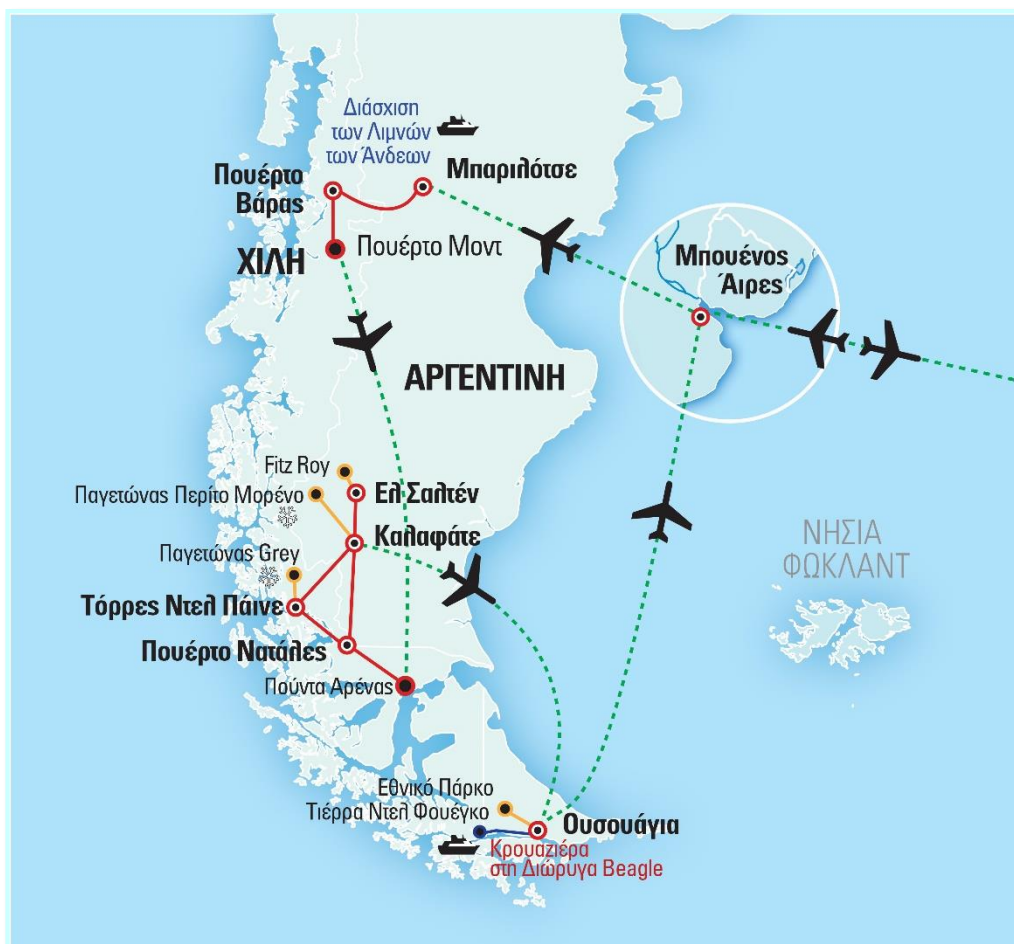 Διάσχιση
των Λιμνών
των Άνδεων
Μπαριλότσε
Πουέρτο
Βάρας
ΧΙΛΗ
Πουέρτο Μοντ
Μπουένος
Άιρες
ΑΡΓΕΝΤΙΝΗ
Fitz Roy
Παγετώνας Περίτο Μορένο
Ελ Σαλτέν
Καλαφάτε
Παγετώνας Grey
Τόρρες Ντελ Πάινε
Πουέρτο Νατάλες
Πούντα Αρένας
ΝΗΣΙΑ
ΦΩΚΛΑΝΤ
Εθνικό Πάρκο
Τιέρρα Ντελ Φουέγκο
Ουσουάγια
Κρουαζιέρα
στη Διώρυγα Beagle